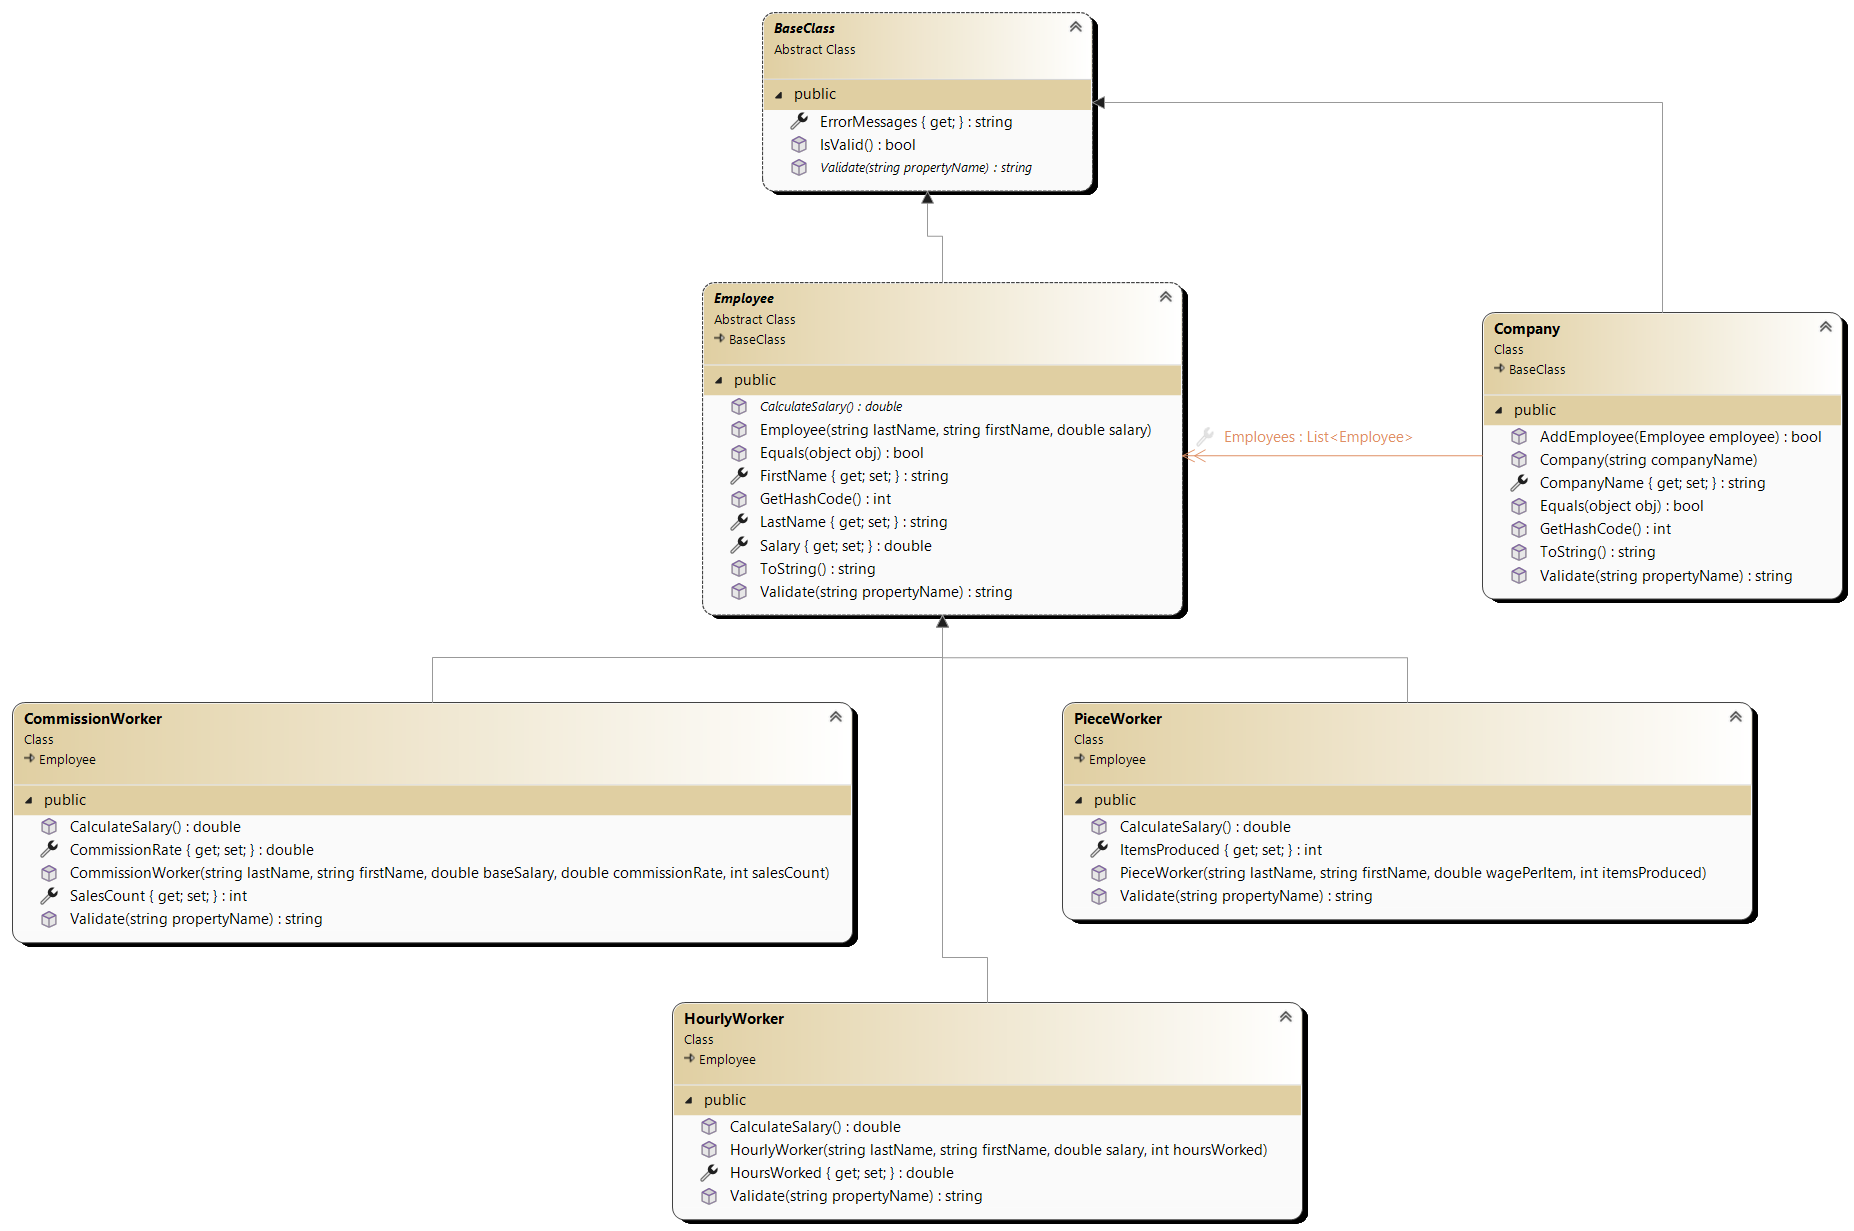 BaseClass
Abstract Class
public
ErrorMessages { get; } : string
IsValid() : bool
Validate(string propertyName) : string
Employee
Abstract Class
BaseClass
public
CalculateSalary() : double
Employee(string lastName, string firstName, double salary)
Equals(object obj) : bool
FirstName { get; set; } : string
GetHashCode() : int
LastName { get; set; } : string
Salary { get; set; } : double
ToString() : string
Validate(string propertyName) : string
Employees : List<Employee>
Company
Class
BaseClass
public
AddEmployee(Employee employee) : bool
Company(string companyName)
CompanyName { get; set; } : string
Equals(object obj) : bool
GetHashCode() : int
ToString() : string
Validate(string propertyName) : string
CommissionWorker
Class
Employee
public
CalculateSalary() : double
CommissionRate { get; set; } : double
CommissionWorker(string lastName, string firstName, double baseSalary, double commissionRate, int salesCount)
SalesCount { get; set; } : int
Validate(string propertyName) : string
PieceWorker
Class
Employee
public
CalculateSalary() : double
ItemsProduced { get; set; } : int
PieceWorker(string lastName, string firstName, double wagePerItem, int itemsProduced)
Validate(string propertyName) : string
HourlyWorker
Class
Employee
public
CalculateSalary() : double
HourlyWorker(string lastName, string firstName, double salary, int hoursWorked)
HoursWorked { get; set; } : double
Validate(string propertyName) : string